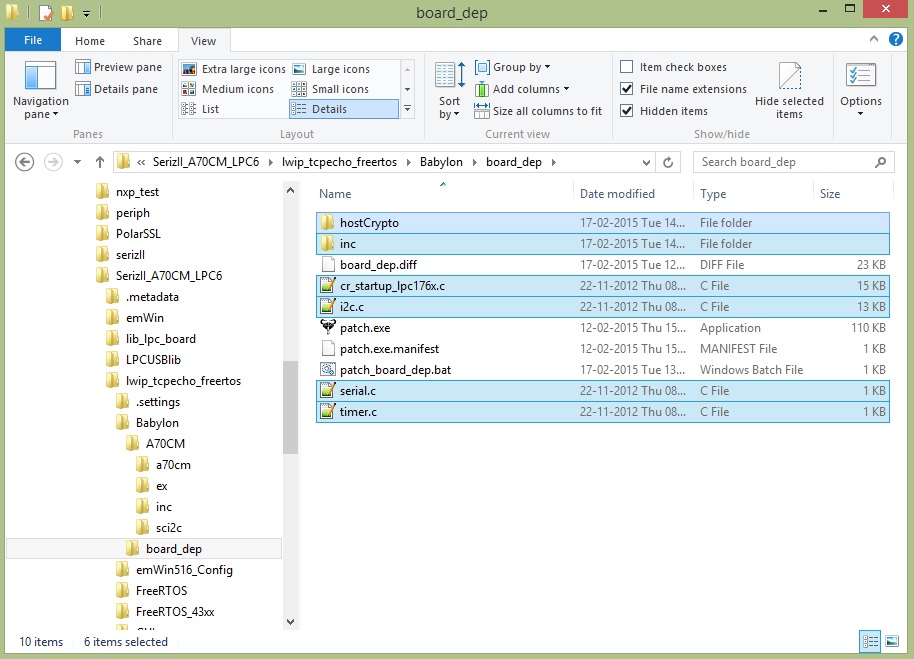 board_dep
File Home Share View
Navigation pane
Preview pane
Details pane
Panes
Extra large icons Large icons
Medium icons Small icons
List Details
Layout
Sort by
Group by
Add columns
Size all columns to fit
Current view
Item check boxes
File name extensions
Hidden items
Hide selected items
Show/hide
Options
« SerizII_A70CM_LPC6 lwip_tcpecho_freertos Babylon board_dep
Search board_dep
nxp_test
periph
PolarSSL
serizII
SerizII_A70CM_LPC6
.metadata
emWin
lib_lpc_board
LPCUSBlib
lwip_tcpecho_freertos
.settings
Babylon
A70CM
a70cm
ex
inc
sci2c
board_dep
emWin516_Config
FreeRTOS
FreeRTOS_43xx
Name Date modified Type Size
hostCrypto 17-02-2015 Tue 14... File folder
inc 17-02-2015 Tue 14... File folder
board_dep.diff 17-02-2015 Tue 12... DIFF File 23 KB
cr_startup_lpc176x.c 22-11-2012 Thu 08... C File 15 KB
i2c.c 22-11-2012 Thu 08... C File 13 KB
patch.exe 12-02-2015 Thu 15... Application 110 KB
patch.exe.manifest 12-02-2015 Thu 15... MANIFEST File 1 KB
patch_board_dep.bat 17-02-2015 Tue 13... Windows Batch File 1 KB
serial.c 22-11-2012 Thu 08... C File 1 KB
timer.c 22-11-2012 Thu 08... C File 1 KB
10 items 6 items selected